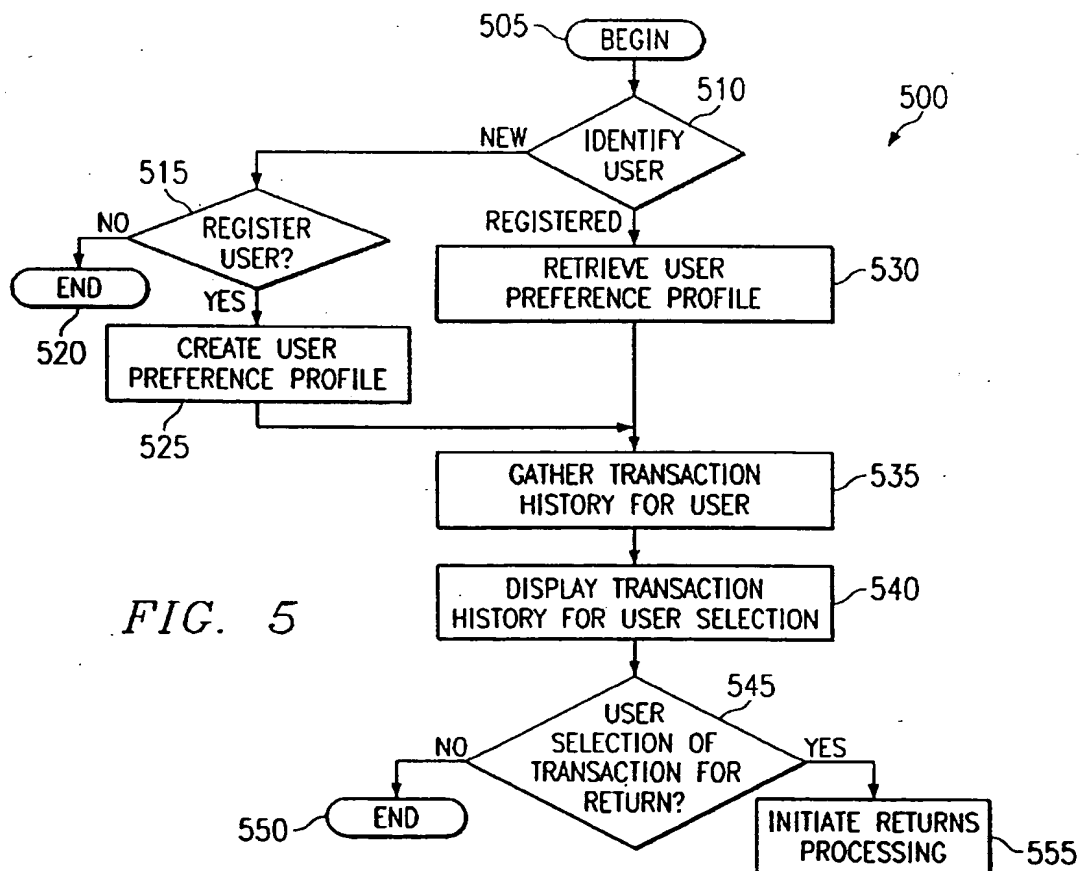 505
BEGIN
510
500
IDENTIFY
USER
NEW
515
NO
REGISTER
USER?
REGISTERED
END
520
YES
RETRIEVE USER
PREFERENCE PROFILE
530
CREATE USER
PREFERENCE PROFILE
525
GATHER TRANSACTION
HISTORY FOR USER
535
DISPLAY TRANSACTION
HISTORY FOR USER SELECTION
540
FIG. 5
545
USER
SELECTION OF
TRANSACTION FOR
RETURN?
NO
YES
550
END
INITIATE RETURNS
PROCESSING
555